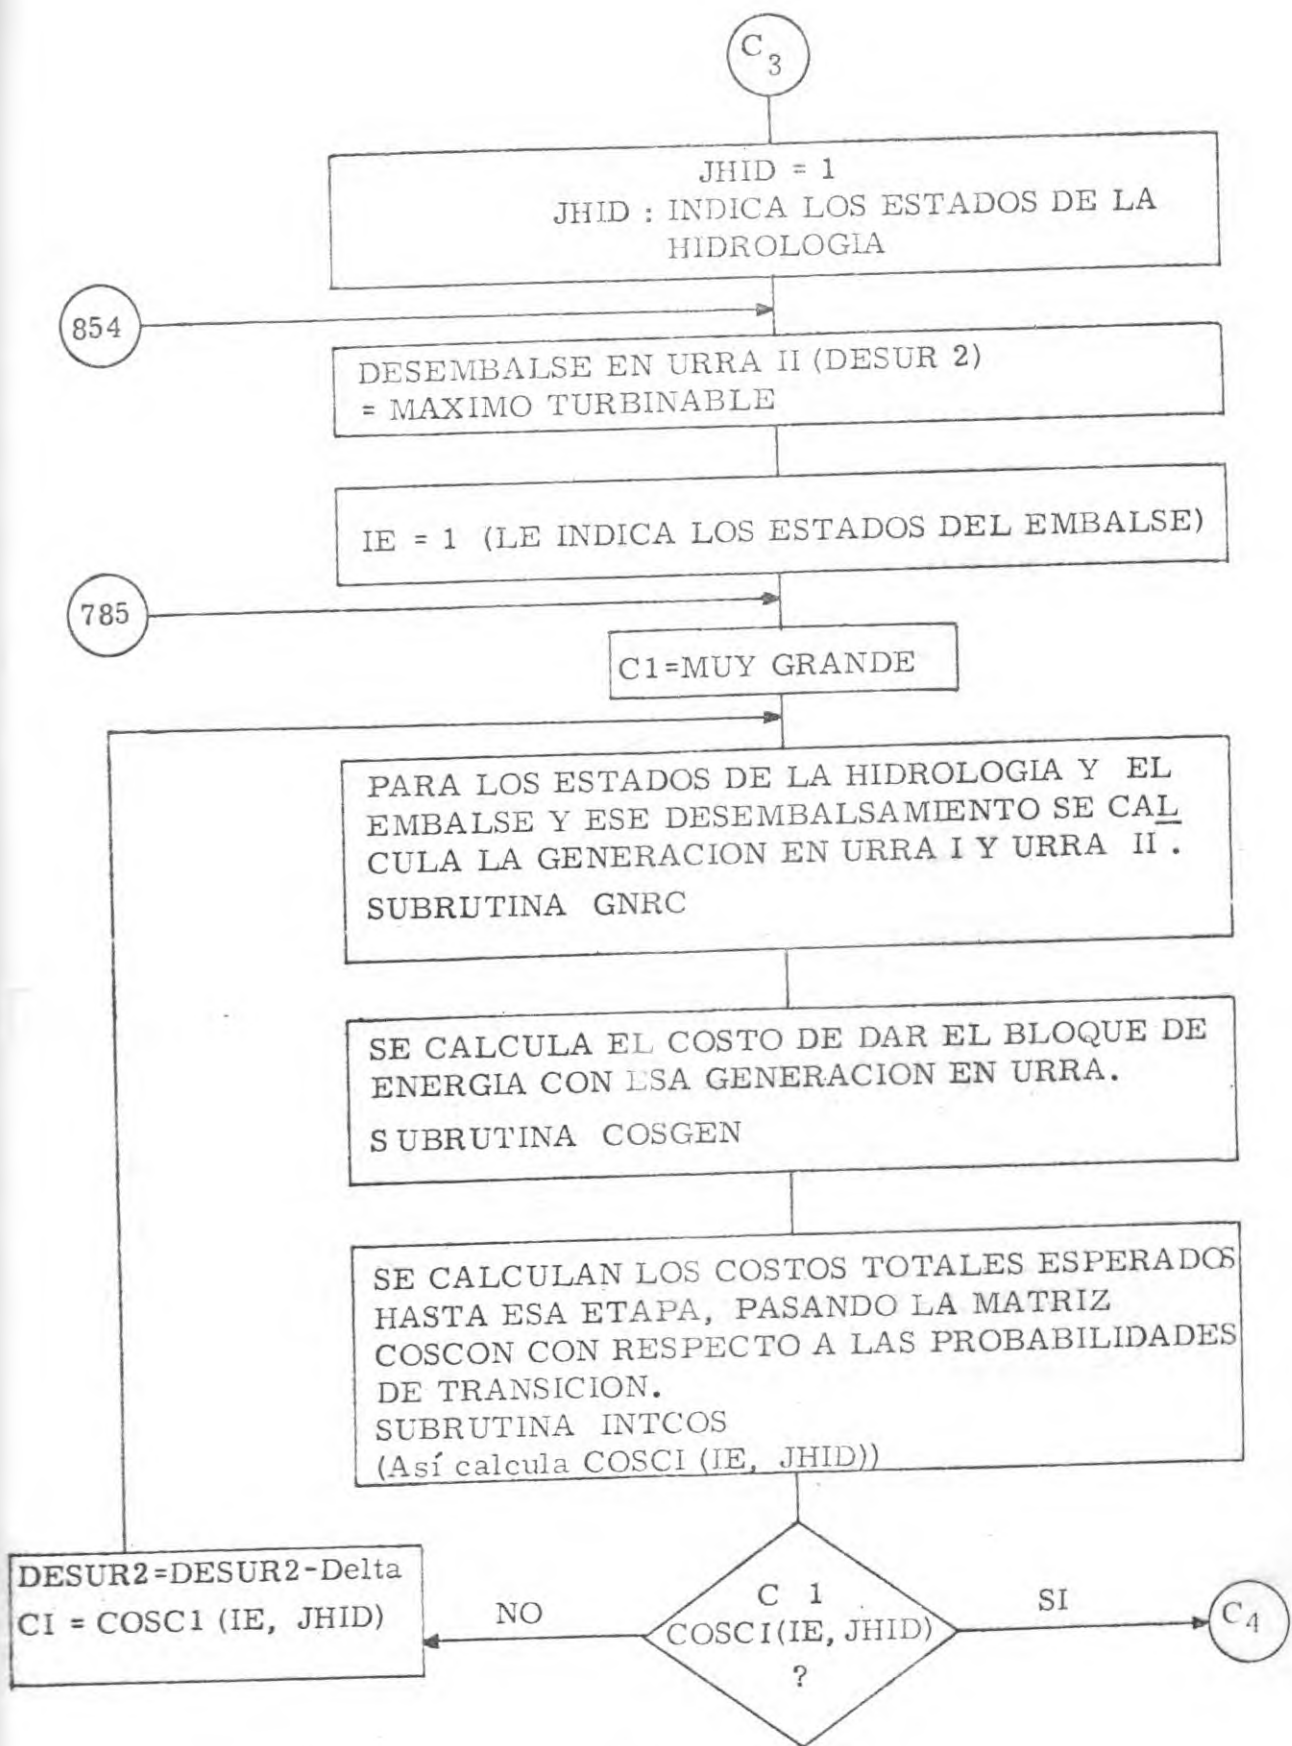 C3
JHID = 1
JHID : INDICA LOS ESTADOS DE LA
HIDROLOGIA
854
DESEMBALSE EN URRA II (DESUR 2)
= MAXIMO TURBINABLE
IE = 1 (LE INDICA LOS ESTADOS DEL EMBALSE)
785
C1=MUY GRANDE
PARA LOS ESTADOS DE LA HIDROLOGIA Y EL
EMBALSE Y ESE DESEMBALSAMIENTO SE CAL
CULA LA GENERACION EN URRA I Y URRA II.
SUBRUTINA GNRC
SE CALCULA EL COSTO DE DAR EL BLOQUE DE
ENERGIA CON ESA GENERACION EN URRA.
SUBRUTINA COSGEN
SE CALCULAN LOS COSTOS TOTALES ESPERADOS
HASTA ESA ETAPA, PASANDO LA MATRIZ
COSCON CON RESPECTO A LAS PROBABILIDADES
DE TRANSICION.
SUBRUTINA INTCOS
(Así calcula COSCI (IE, JHID))
DESUR2=DESUR2-Delta
CI = COSC1 (IE, JHID)
NO
C 1
COSCI(IE, JHID)
?
SI
C4